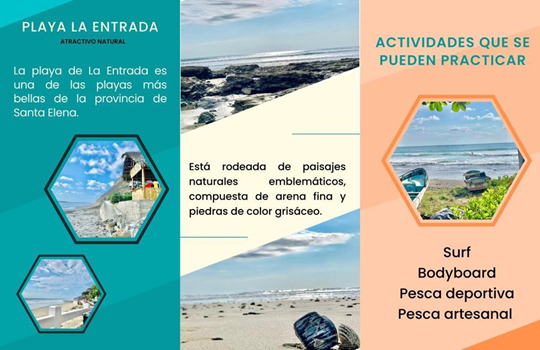 PLAYA LA ENTRADA
ATRACTIVO NATURAL
La playa de La Entrada es
una de las playas más
bellas de la provincia de
Santa Elena.
Está rodeada de paisajes
naturales emblemáticos,
compuesta de arena fina y
piedras de color grisáceo.
ACTIVIDADES QUE SE
PUEDEN PRACTICAR
Surf
Bodyboard
Pesca deportiva
Pesca artesanal